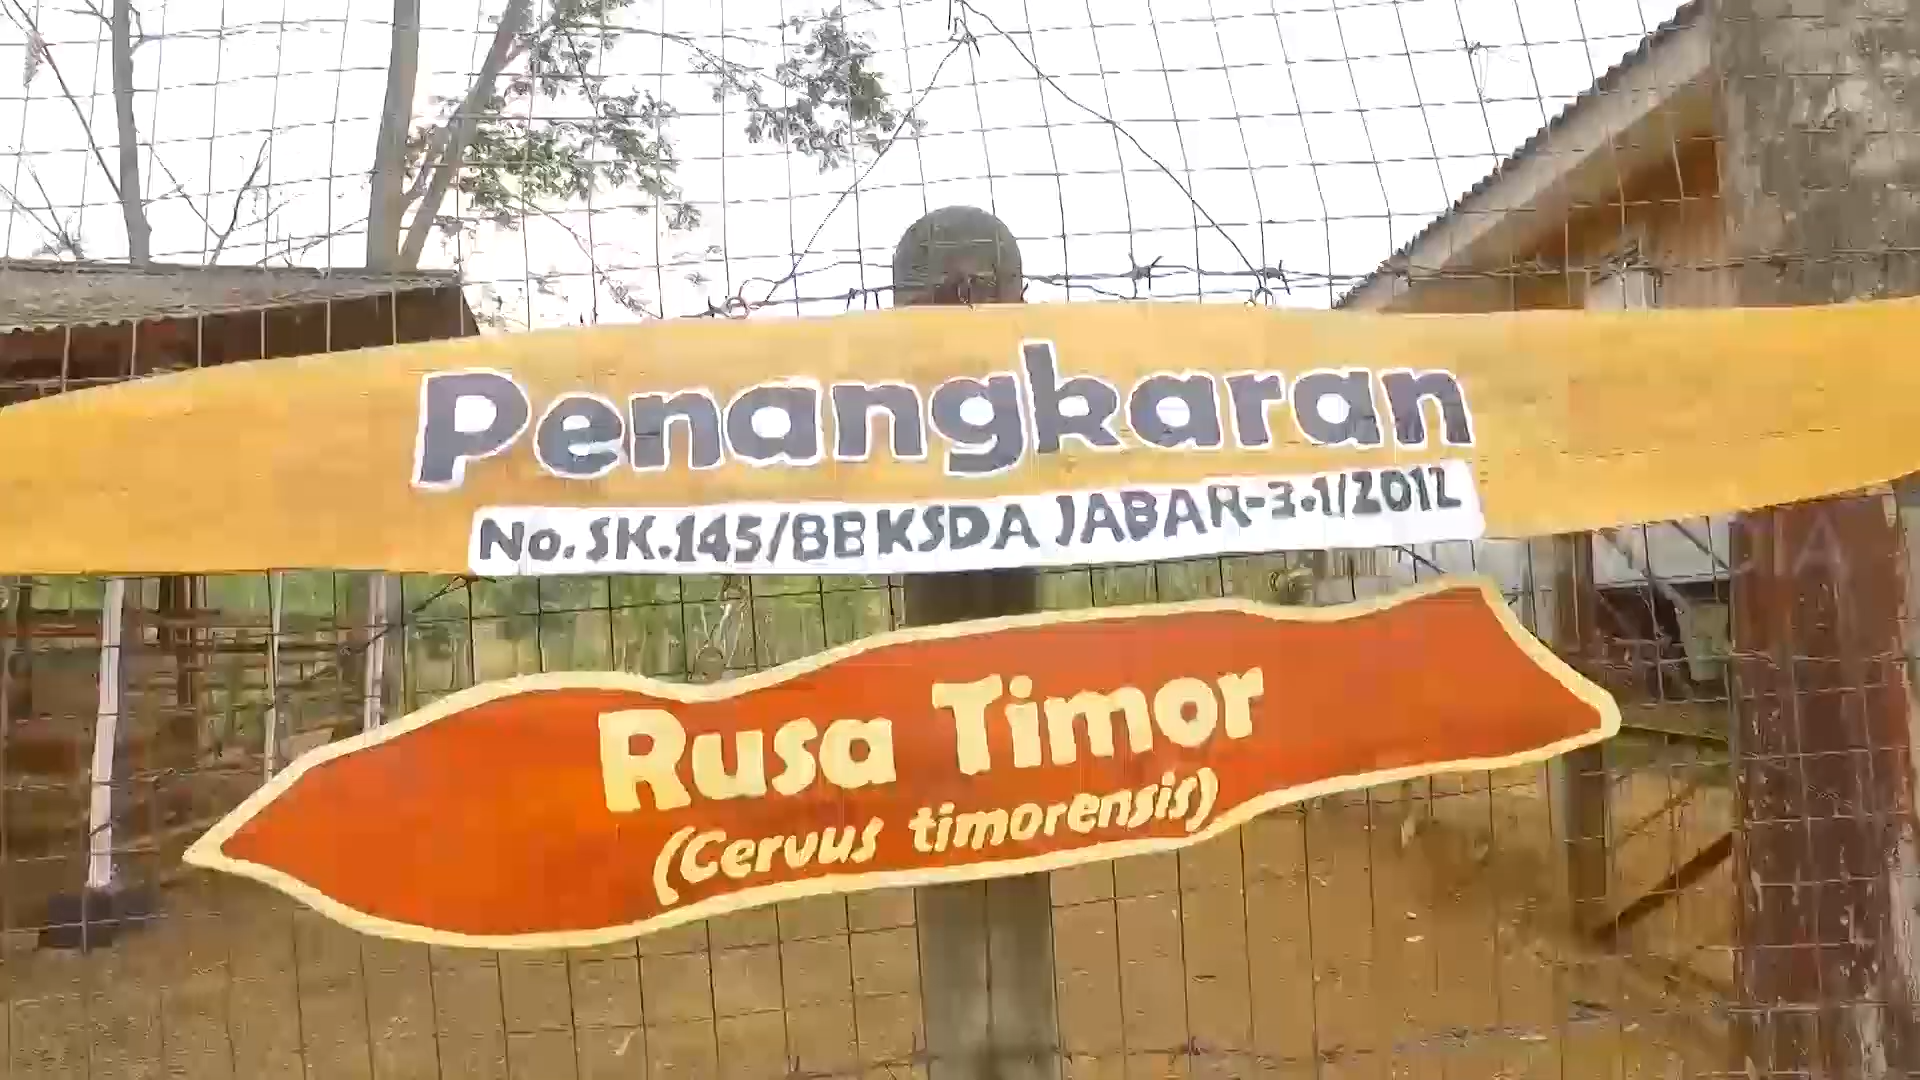 Penangkaran
No. SK.145/BBKSDA JABAR-3.1/2012
Rusa Timor
(Cervus timorensis)